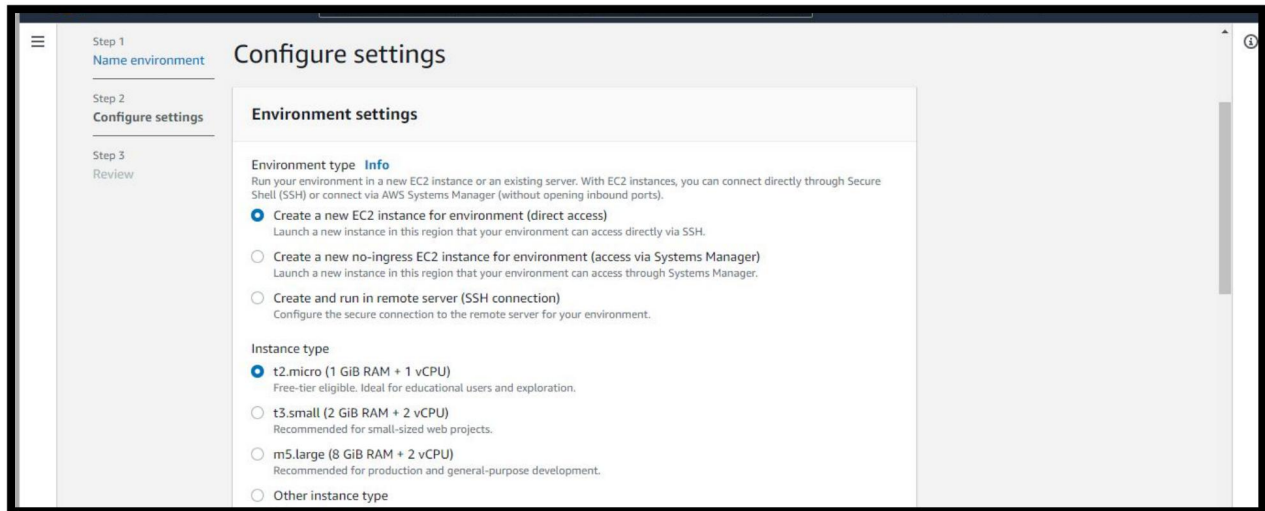 Step 1
Name environment
Configure settings
Step 2
Configure settings
Step 3
Review
Environment settings
Environment type Info
Run your environment in a new EC2 instance or an existing server. With EC2 instances, you can connect directly through Secure
Shell (SSH) or connect via AWS Systems Manager (without opening inbound ports).
Create a new EC2 instance for environment (direct access)
Launch a new instance in this region that your environment can access directly via SSH.
Create a new no-ingress EC2 instance for environment (access via Systems Manager)
Launch a new instance in this region that your environment can access through Systems Manager.
Create and run in remote server (SSH connection)
Configure the secure connection to the remote server for your environment.
Instance type
t2.micro (1 GiB RAM + 1 vCPU)
Free-tier eligible. Ideal for educational users and exploration.
t3.small (2 GiB RAM + 2 vCPU)
Recommended for small-sized web projects.
m5.large (8 GiB RAM + 2 vCPU)
Recommended for production and general-purpose development.
Other instance type